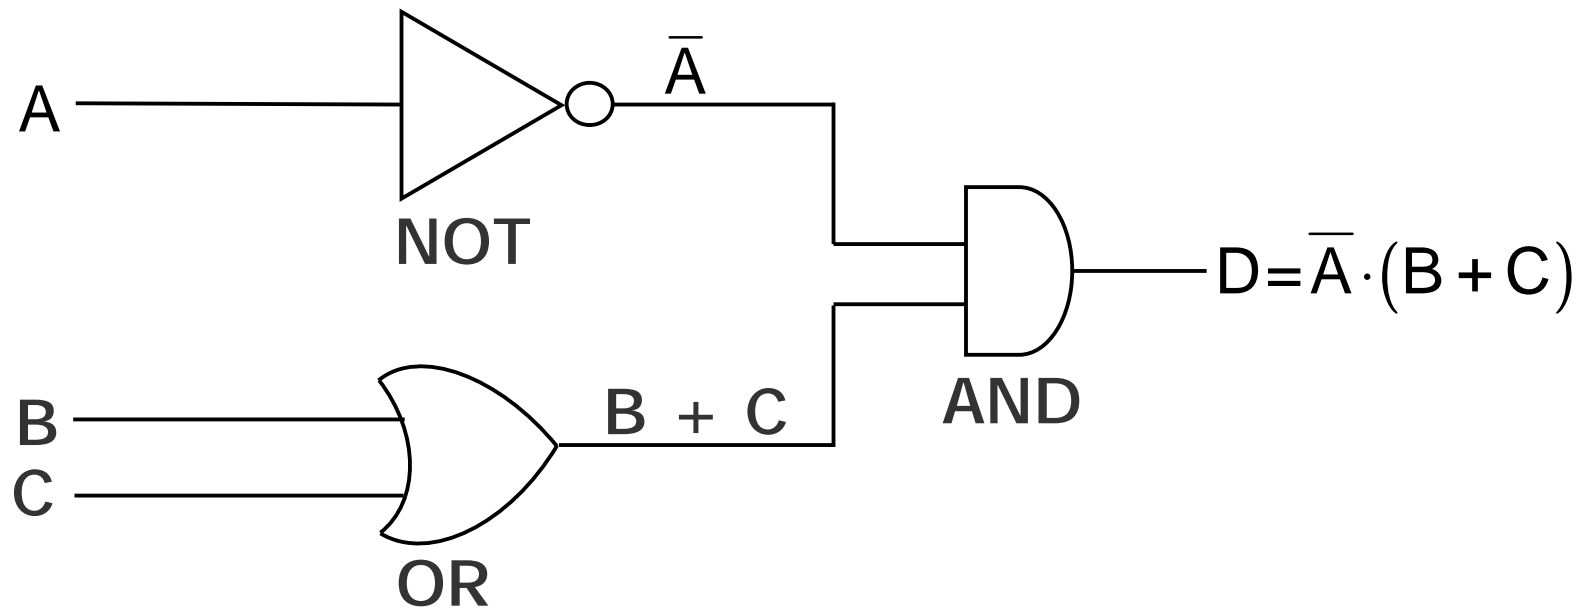 A
A̅
NOT
D=A̅·(B + C)
B
B + C
AND
C
OR